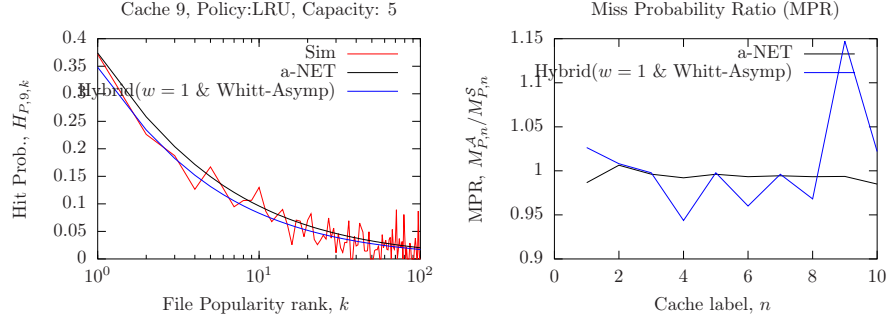 Cache 9, Policy:LRU, Capacity: 5
Hit Prob., H_{P,9,k}
0.4
0.35
0.3
0.25
0.2
0.15
0.1
0.05
0
Sim
a-NET
Hybrid(w = 1 & Whitt-Asymp)
10^0
10^1
10^2
File Popularity rank, k
Miss Probability Ratio (MPR)
MPR, M^A_{P,n}/M^S_{P,n}
1.15
1.1
1.05
1
0.95
0.9
a-NET
Hybrid(w = 1 & Whitt-Asymp)
0
2
4
6
8
10
Cache label, n